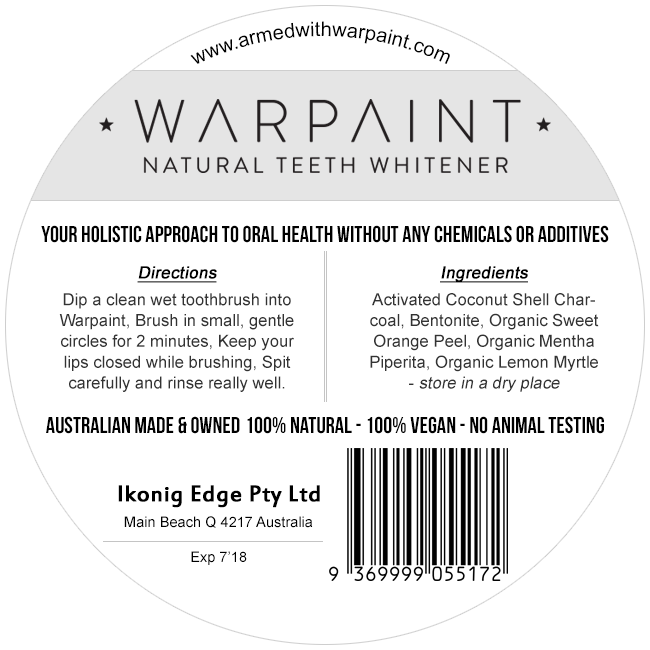 www.armedwithwarpaint.com
★ WARPAINT ★
NATURAL TEETH WHITENER
YOUR HOLISTIC APPROACH TO ORAL HEALTH WITHOUT ANY CHEMICALS OR ADDITIVES
Directions
Dip a clean wet toothbrush into
Warpaint, Brush in small, gentle
circles for 2 minutes, Keep your
lips closed while brushing, Spit
carefully and rinse really well.
Ingredients
Activated Coconut Shell Char-
coal, Bentonite, Organic Sweet
Orange Peel, Organic Mentha
Piperita, Organic Lemon Myrtle
- store in a dry place
AUSTRALIAN MADE & OWNED 100% NATURAL - 100% VEGAN - NO ANIMAL TESTING
Ikonig Edge Pty Ltd
Main Beach Q 4217 Australia
Exp 7'18
9 369999 055172